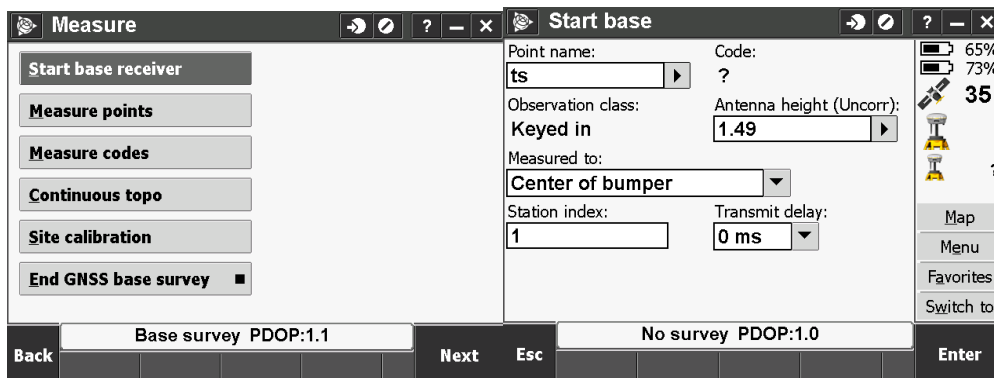 Measure
? – ×
Start base receiver
Measure points
Measure codes
Continuous topo
Site calibration
End GNSS base survey
Base survey PDOP:1.1
Back
Next
Start base
? – ×
Point name:
Code:
ts
?
Observation class:
Antenna height (Uncorr):
Keyed in
1.49
Measured to:
Center of bumper
Station index:
Transmit delay:
1
0 ms
65%
73%
35
?
Map
Menu
Favorites
Switch to
No survey PDOP:1.0
Esc
Enter